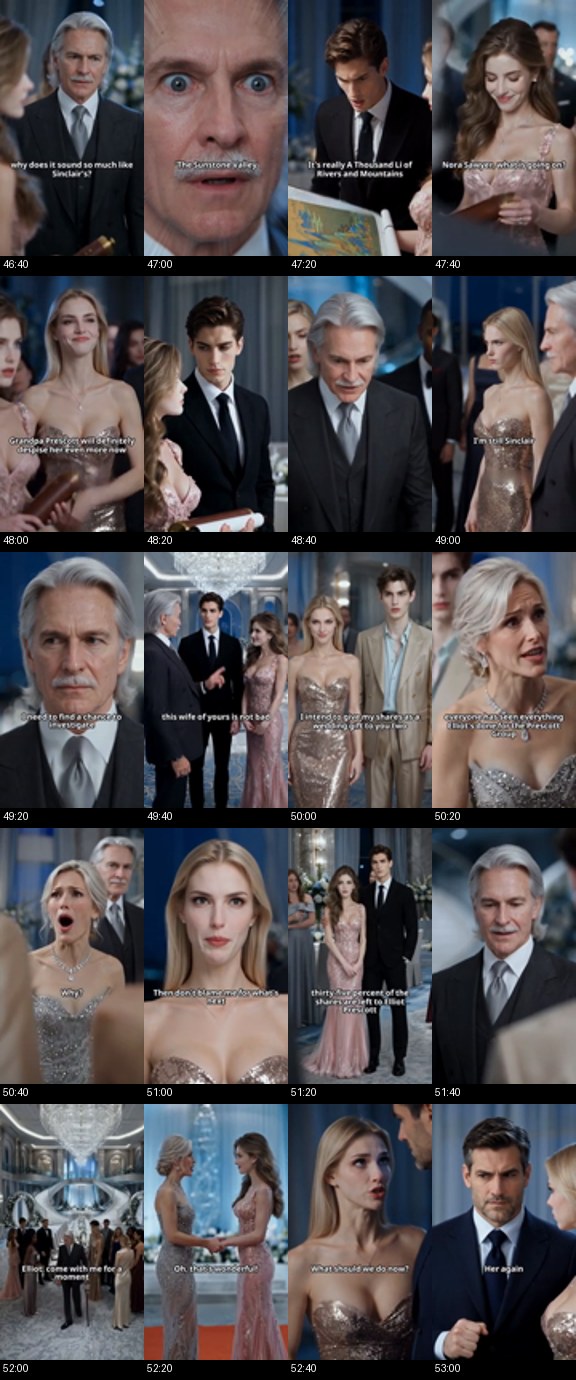 why does it sound so much like
Sinclair's?
The Sunstone valley
It's really A Thousand Li of
Rivers and Mountains
Nora Sawyer, what is going on?
46:40
47:00
47:20
47:40
Grandpa Prescott will definitely
despise her even more now
I'm still Sinclair
48:00
48:20
48:40
49:00
I need to find a chance to
investigate
this wife of yours is not bad
I intend to give my shares as a
wedding gift to you two
everyone has seen everything
Elliot's done for the Prescott
Group
49:20
49:40
50:00
50:20
Why?
Then don't blame me for what's
next
thirty-five percent of the
shares are left to Elliot
Prescott
50:40
51:00
51:20
51:40
Elliot, come with me for a
moment
Oh, that's wonderful?
What should we do now?
Her again
52:00
52:20
52:40
53:00